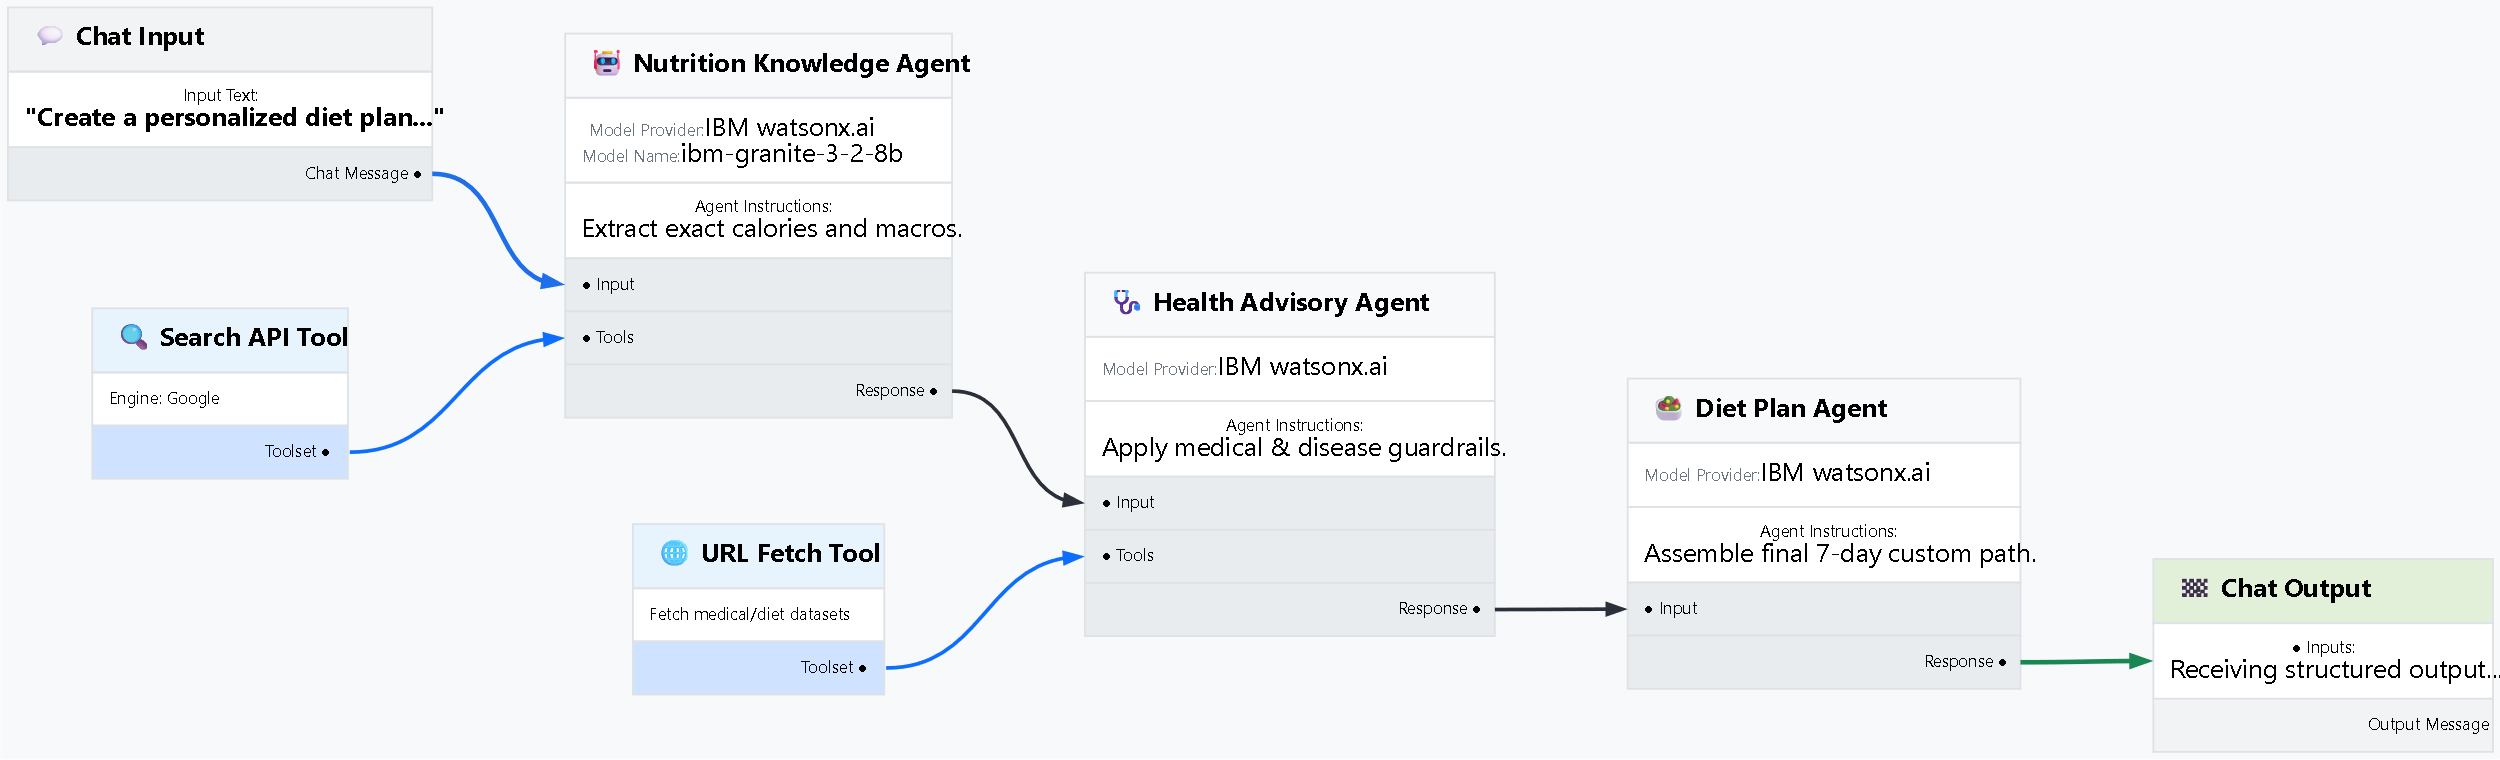 Chat Input
Input Text:
"Create a personalized diet plan..."
Chat Message •
Search API Tool
Engine: Google
Toolset •
Nutrition Knowledge Agent
Model Provider:IBM watsonx.ai
Model Name:ibm-granite-3-2-8b
Agent Instructions:
Extract exact calories and macros.
• Input
• Tools
Response •
URL Fetch Tool
Fetch medical/diet datasets
Toolset •
Health Advisory Agent
Model Provider:IBM watsonx.ai
Agent Instructions:
Apply medical & disease guardrails.
• Input
• Tools
Response •
Diet Plan Agent
Model Provider:IBM watsonx.ai
Agent Instructions:
Assemble final 7-day custom path.
• Input
Response •
Chat Output
• Inputs:
Receiving structured output...
Output Message